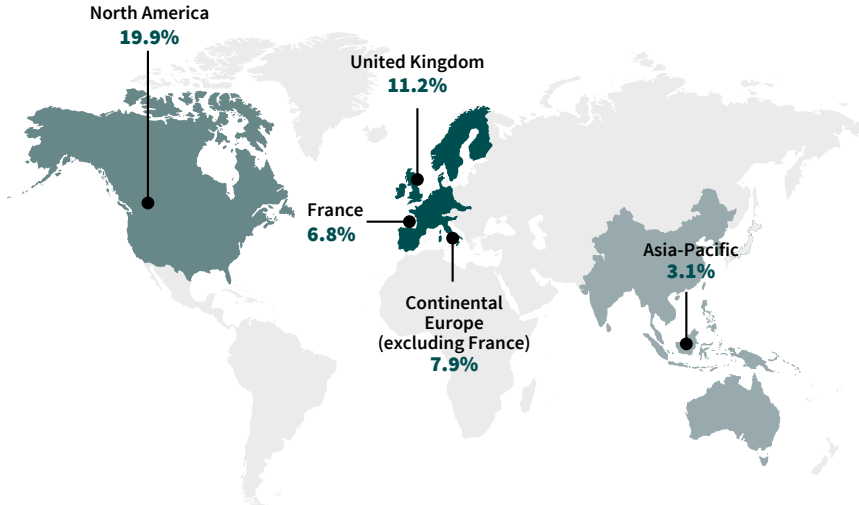 North America
19.9%
United Kingdom
11.2%
France
6.8%
Asia-Pacific
3.1%
Continental
Europe
(excluding France)
7.9%